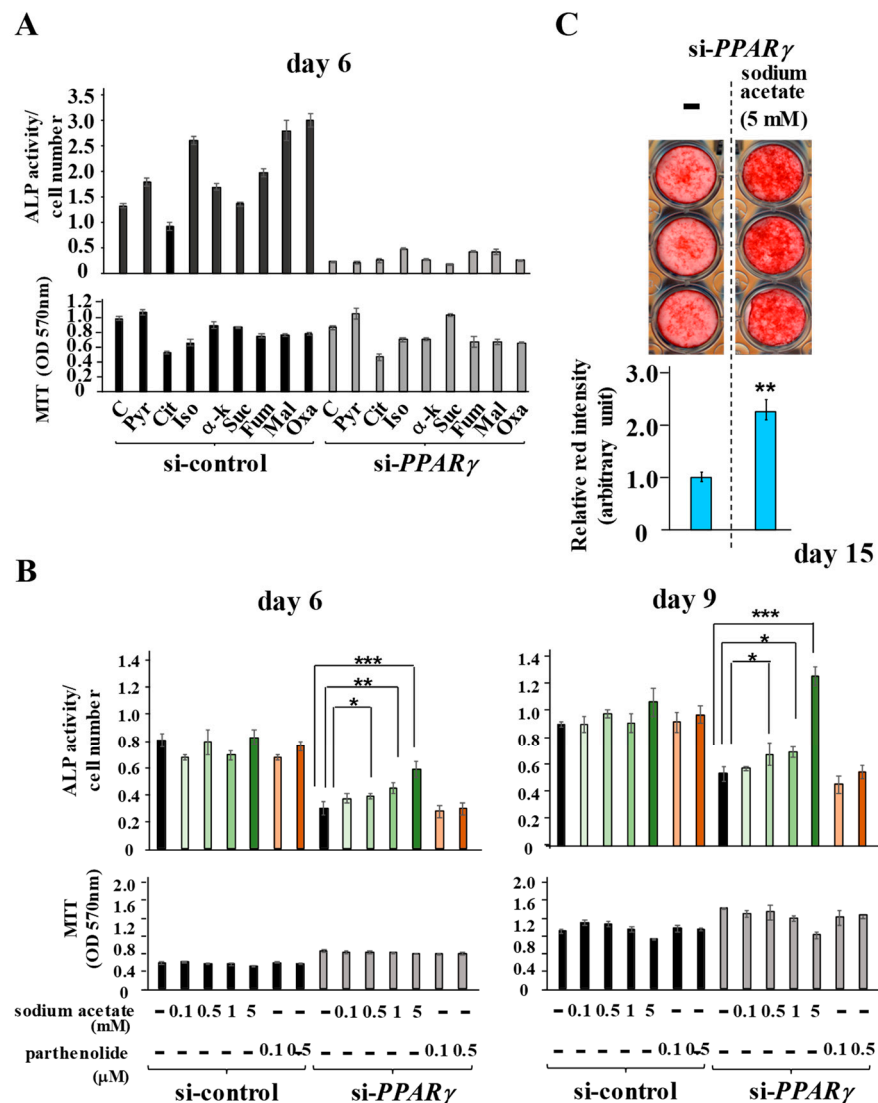 A
day 6
ALP activity/
cell number
3.5
3.0
2.5
2.0
1.5
1.0
0.5
0
MIT (OD 570nm)
1.2
1.0
0.8
0.6
0.4
0.2
0
C Pyr Cit Iso α-k Suc Fum Mal Oxa C Pyr Cit Iso α-k Suc Fum Mal Oxa
si-control si-PPARγ
C
si-PPARγ
– sodium
acetate
(5 mM)
Relative red intensity
(arbitrary unit)
3.0
2.0
1.0
0
**
day 15
B
day 6
ALP activity/
cell number
1.4
1.2
1.0
0.8
0.6
0.4
0.2
0
***
**
*
MTT
(OD 570nm)
2.0
1.6
1.2
0.8
0.4
0
day 9
1.4
1.2
1.0
0.8
0.6
0.4
0.2
0
***
*
*
2.0
1.6
1.2
0.8
0.4
0
sodium acetate
(mM)
– 0.1 0.5 1 5 – – – 0.1 0.5 1 5 – –
– 0.1 0.5 1 5 – – – 0.1 0.5 1 5 – –
parthenolide
(μM)
– – – – – 0.1 0.5 – – – – – 0.1 0.5
– – – – – 0.1 0.5 – – – – – 0.1 0.5
si-control si-PPARγ
si-control si-PPARγ